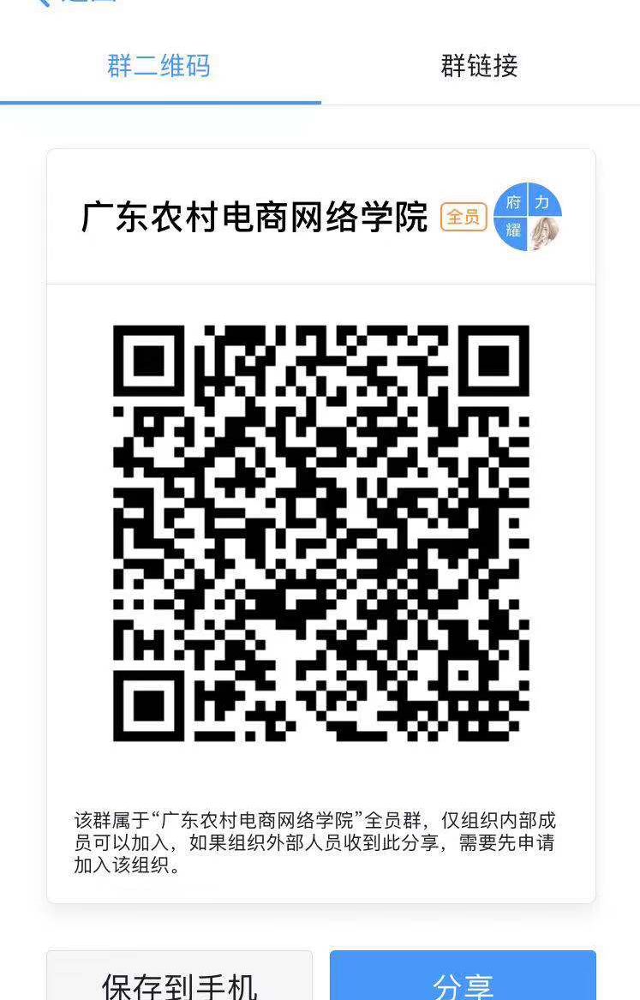 群二维码
群链接
广东农村电商网络学院 全员
府 力
耀
该群属于“广东农村电商网络学院”全员群，仅组织内部成
员可以加入，如果组织外部人员收到此分享，需要先申请
加入该组织。
保存到手机
分享